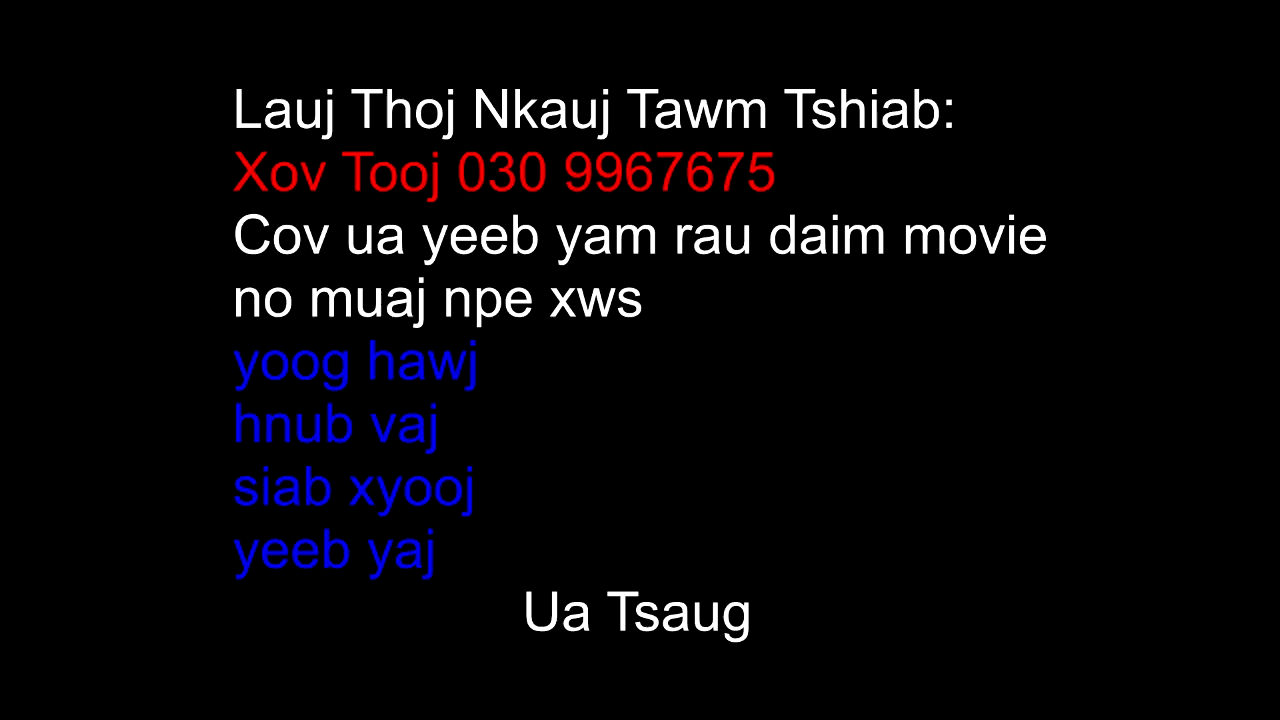 Lauj Thoj Nkauj Tawm Tshiab:
Xov Tooj 030 9967675
Cov ua yeeb yam rau daim movie
no muaj npe xws
yoog hawj
hnub vaj
siab xyooj
yeeb yaj
Ua Tsaug